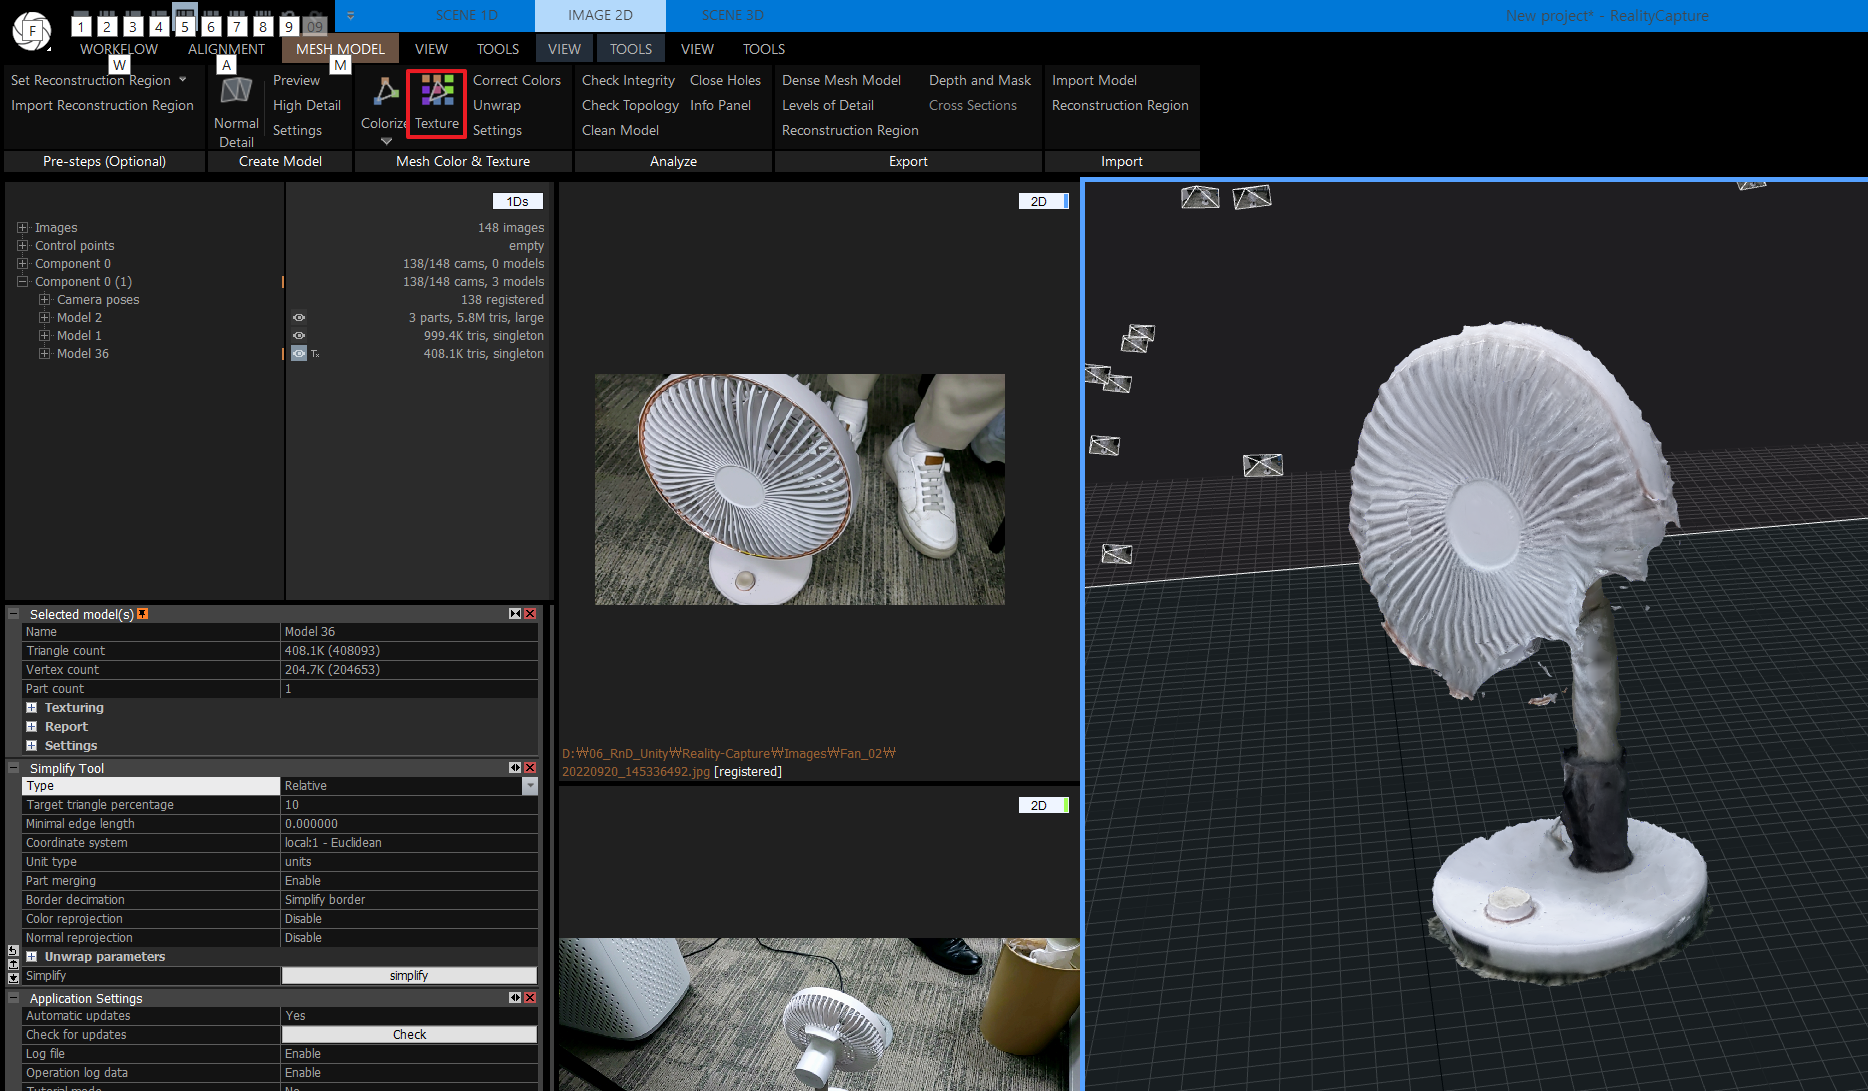 F
1 2 3 4 5 6 7 8 9 09
SCENE 1D IMAGE 2D SCENE 3D
New project* - RealityCapture
WORKFLOW ALIGNMENT MESH MODEL VIEW TOOLS VIEW TOOLS VIEW TOOLS
W A M
Set Reconstruction Region
Import Reconstruction Region
Pre-steps (Optional)
Normal
Detail
Preview
High Detail
Settings
Create Model
Colorize
Texture
Correct Colors
Unwrap
Settings
Mesh Color & Texture
Check Integrity Close Holes
Check Topology Info Panel
Clean Model
Analyze
Dense Mesh Model Depth and Mask
Levels of Detail Cross Sections
Reconstruction Region
Export
Import Model
Reconstruction Region
Import
1Ds
Images 148 images
Control points empty
Component 0 138/148 cams, 0 models
Component 0 (1) 138/148 cams, 3 models
Camera poses 138 registered
Model 2 3 parts, 5.8M tris, large
Model 1 999.4K tris, singleton
Model 36 Tx 408.1K tris, singleton
Selected model(s)
Name Model 36
Triangle count 408.1K (408093)
Vertex count 204.7K (204653)
Part count 1
Texturing
Report
Settings
Simplify Tool
Type Relative
Target triangle percentage 10
Minimal edge length 0.000000
Coordinate system local:1 - Euclidean
Unit type units
Part merging Enable
Border decimation Simplify border
Color reprojection Disable
Normal reprojection Disable
Unwrap parameters
Simplify simplify
Application Settings
Automatic updates Yes
Check for updates Check
Log file Enable
Operation log data Enable
Tutorial mode No
2D
D:₩06_RnD_Unity₩Reality-Capture₩Images₩Fan_02₩
20220920_145336492.jpg [registered]
2D